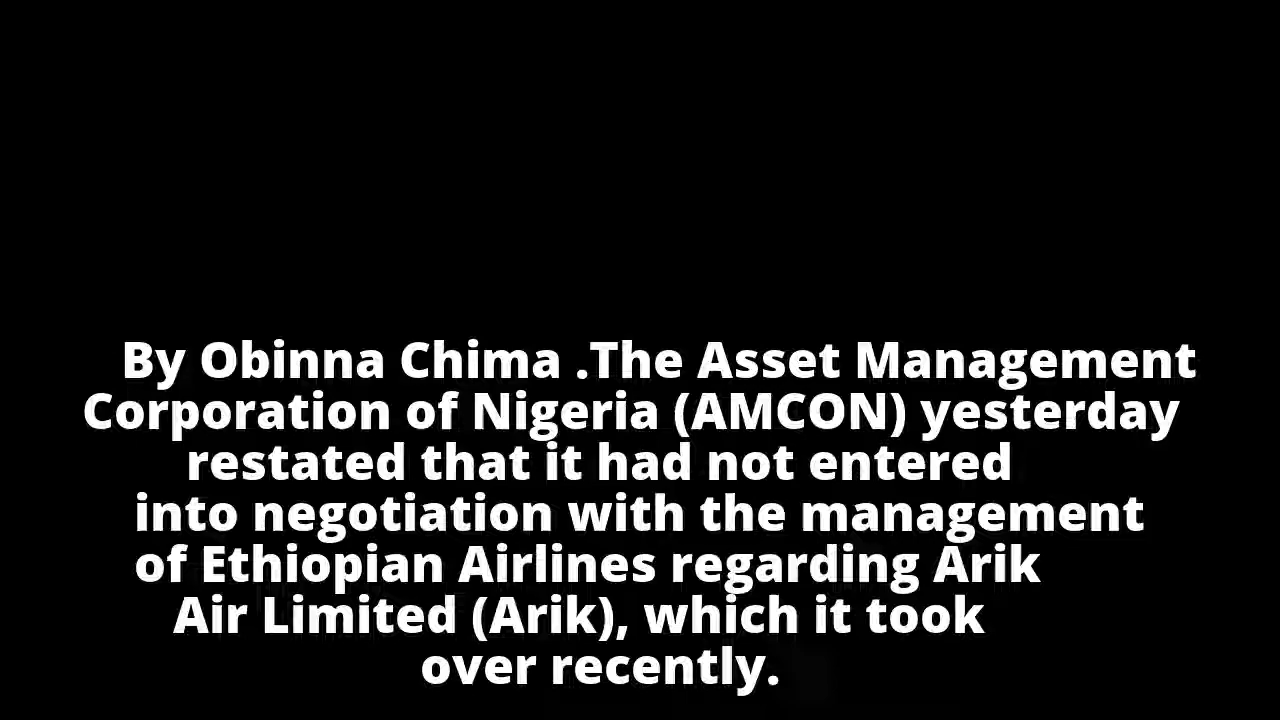 By Obinna Chima .The Asset Management
Corporation of Nigeria (AMCON) yesterday
restated that it had not entered
into negotiation with the management
of Ethiopian Airlines regarding Arik
Air Limited (Arik), which it took
over recently.